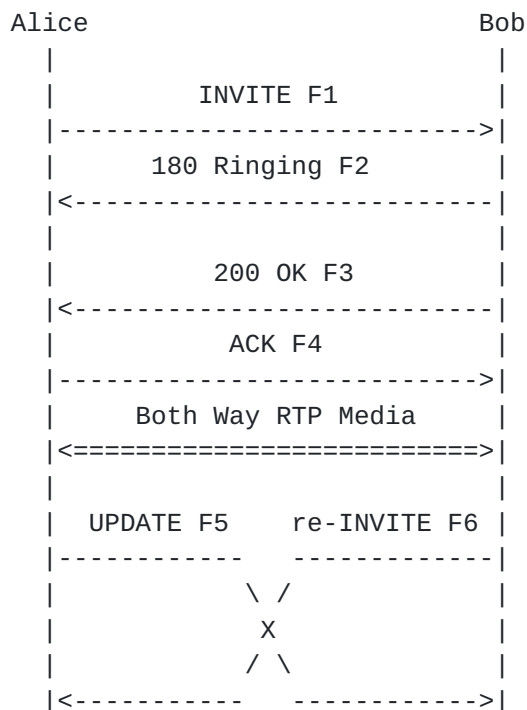 Alice                         Bob
  |                            |
  |         INVITE F1          |
  |--------------------------->|
  |      180 Ringing F2        |
  |<---------------------------|
  |                            |
  |          200 OK F3         |
  |<---------------------------|
  |           ACK F4           |
  |--------------------------->|
  |     Both Way RTP Media     |
  |<==========================>|
  |                            |
  |  UPDATE F5    re-INVITE F6 |
  |------------   -------------|
  |            \ /             |
  |             X              |
  |            / \             |
  |<-----------   ------------>|